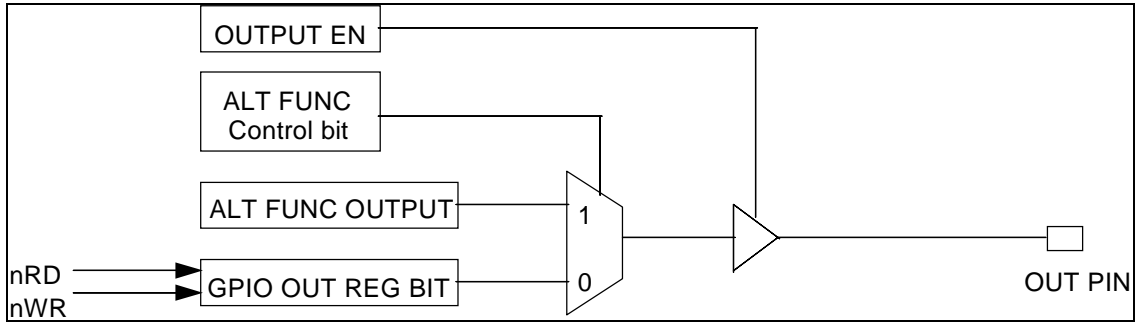 OUTPUT EN
ALT FUNC
Control bit
ALT FUNC OUTPUT
1
0
nRD
nWR
GPIO OUT REG BIT
OUT PIN